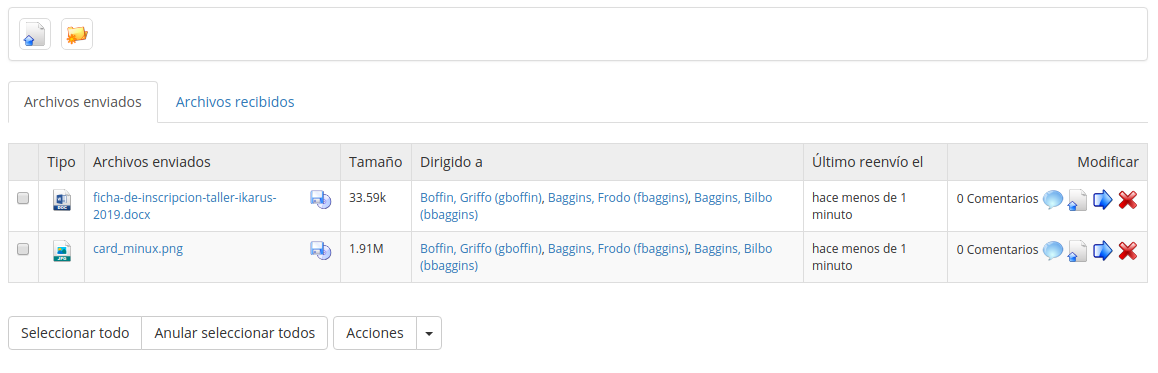 Archivos enviados Archivos recibidos
Tipo Archivos enviados Tamaño Dirigido a Último reenvío el Modificar
DOC ficha-de-inscripcion-taller-ikarus- 33.59k Boffin, Griffo (gboffin), Baggins, Frodo (fbaggins), Baggins, Bilbo hace menos de 1 0 Comentarios
2019.docx (bbaggins) minuto
JPG card_minux.png 1.91M Boffin, Griffo (gboffin), Baggins, Frodo (fbaggins), Baggins, Bilbo hace menos de 1 0 Comentarios
(bbaggins) minuto
Seleccionar todo Anular seleccionar todos Acciones